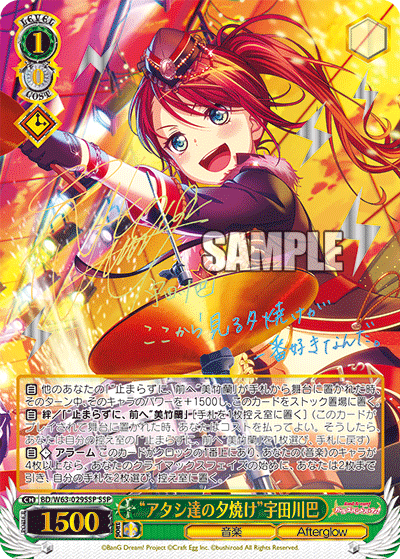 LEVEL
1
0
COST
SAMPLE
巴
ここから見る夕焼けが
一番好きなんだ。
自 他のあなたの「“止まらずに、前へ”美竹蘭」が手札から舞台に置かれた時、
そのターン中、そのキャラのパワーを+1500し、このカードをストック置場に置く。
自 絆/「“止まらずに、前へ”美竹蘭」 [手札を1枚控え室に置く] (このカードが
プレイされて舞台に置かれた時、あなたはコストを払ってよい。そうした
らあなたは自分の控え室の「“止まらずに、前へ”美竹蘭」を1枚選び、手札に戻す)
自 アラーム このカードがクロックの1番上にあり、あなたの《音楽》のキャラが
4枚以上なら、あなたのクライマックスフェイズの始めに、あなたは2枚まで
引き、自分の手札を2枚選び、控え室に置く。
CH BD/W63-029SSP SSP
1500
SOUL
“アタシ達の夕焼け”宇田川巴
音楽
Afterglow
©BanG Dream! Project ©Craft Egg Inc. ©bushiroad All Rights Reserved.